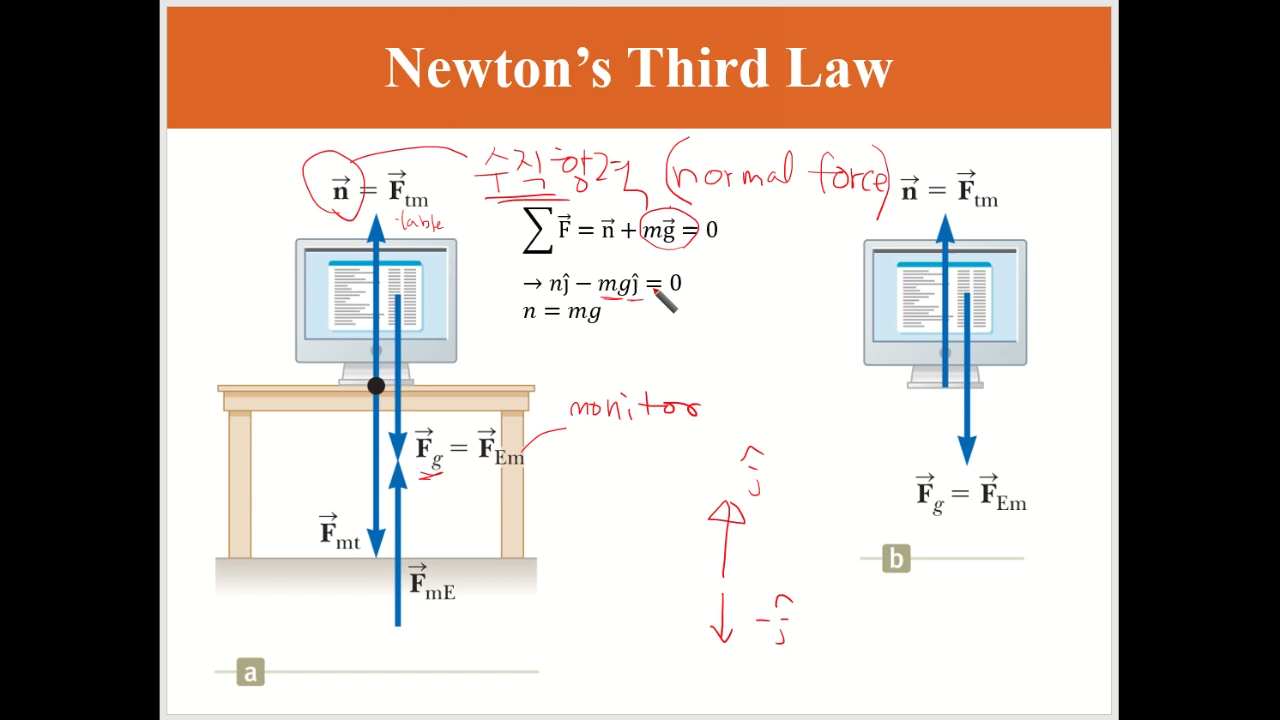 Newton's Third Law
수직항력 (normal force)
n⃗ = F⃗tm
table
∑ F⃗ = n⃗ + mg⃗ = 0
→ nĵ − mgĵ = 0
n = mg
n⃗ = F⃗tm
monitor
F⃗g = F⃗Em
F⃗mt
F⃗mE
ĵ
-ĵ
F⃗g = F⃗Em
a
b